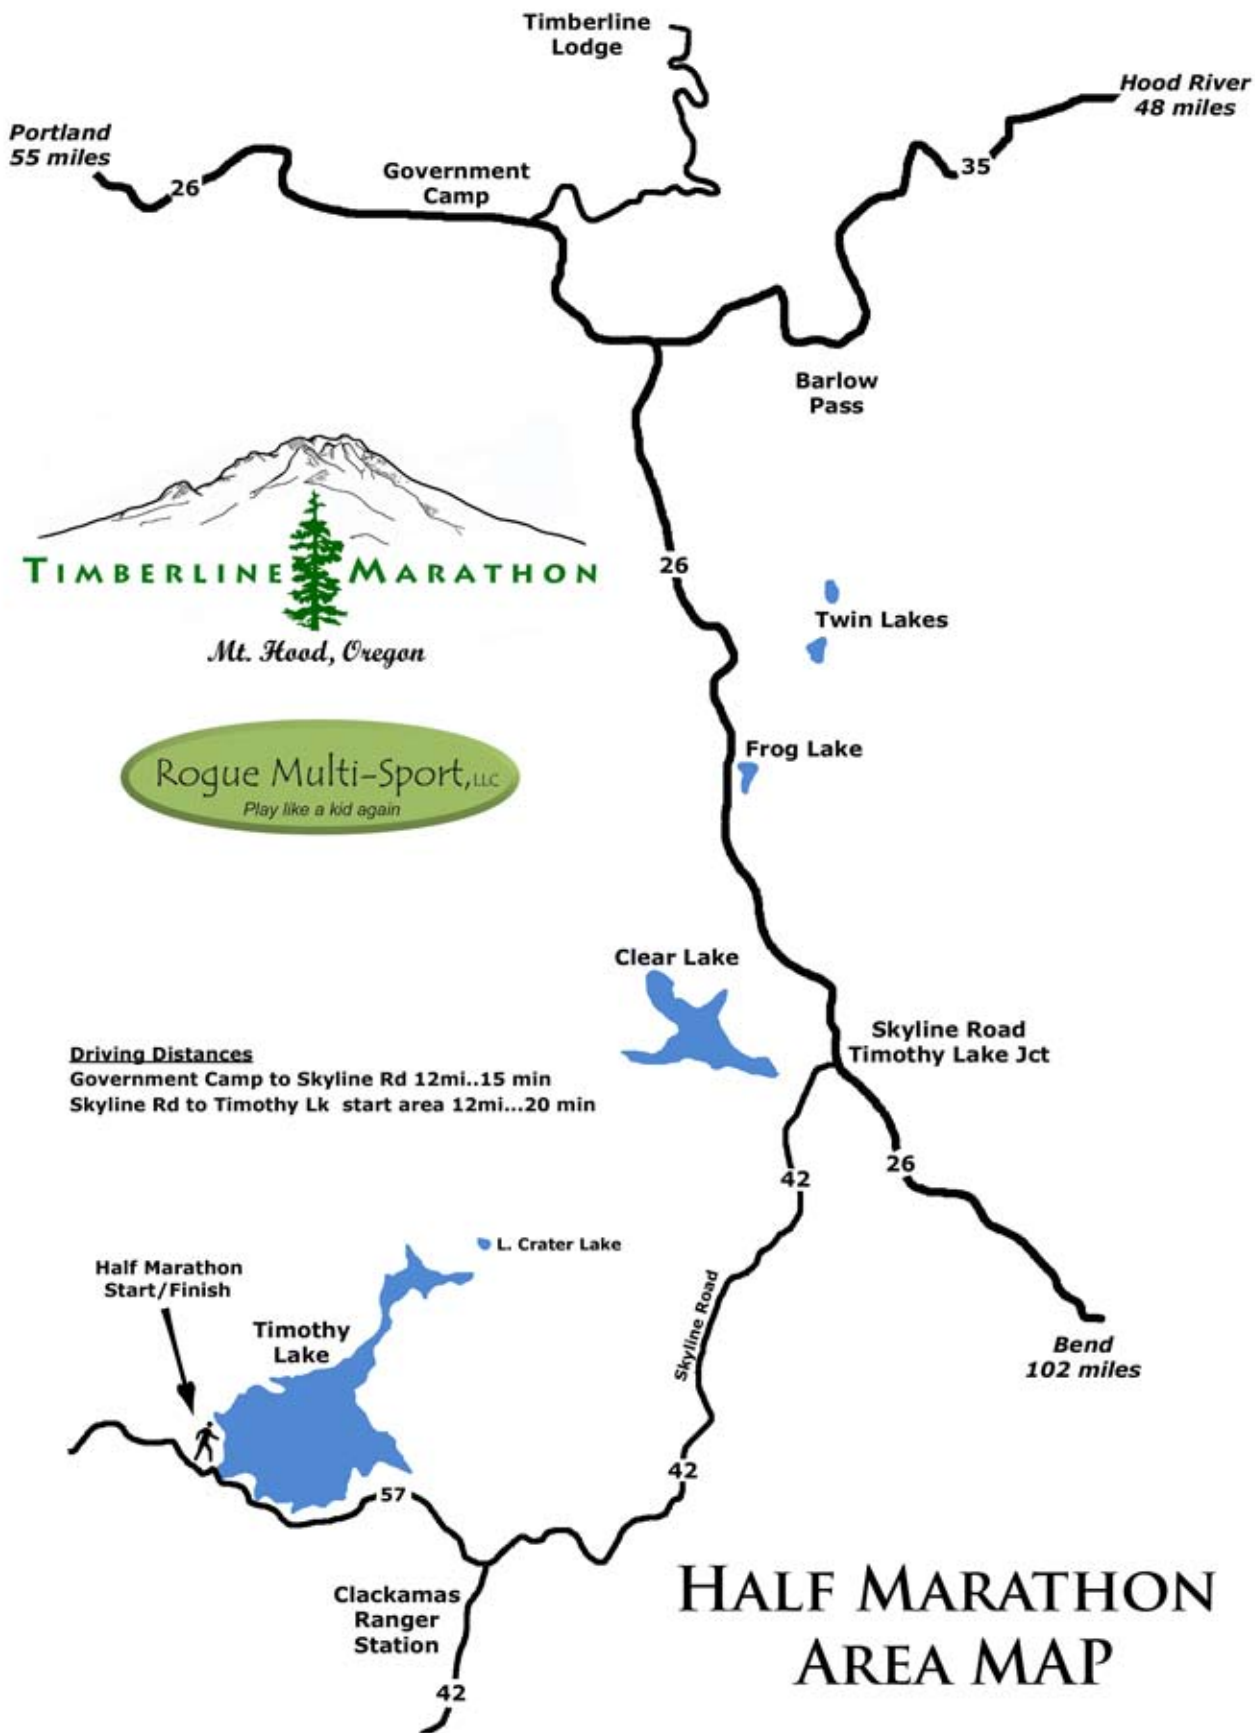 Timberline
Lodge
Hood River
48 miles
Portland
55 miles
26
Government
Camp
35
Barlow
Pass
26
TIMBERLINE MARATHON
Mt. Hood, Oregon
Twin Lakes
Rogue Multi-Sport, LLC
Play like a kid again
Frog Lake
Clear Lake
Skyline Road
Timothy Lake Jct
Driving Distances
Government Camp to Skyline Rd 12mi..15 min
Skyline Rd to Timothy Lk start area 12mi...20 min
42
26
L. Crater Lake
Half Marathon
Start/Finish
Timothy
Lake
Skyline Road
Bend
102 miles
42
57
Clackamas
Ranger
Station
42
HALF MARATHON
AREA MAP